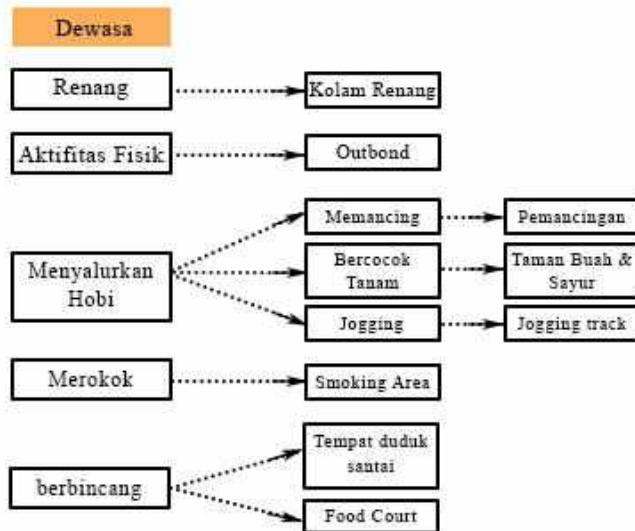 Dewasa
Renang
Kolam Renang
Aktifitas Fisik
Outbond
Menyalurkan
Hobi
Memancing
Pemancingan
Bercocok
Tanam
Taman Buah &
Sayur
Jogging
Jogging track
Merokok
Smoking Area
berbincang
Tempat duduk
santai
Food Court